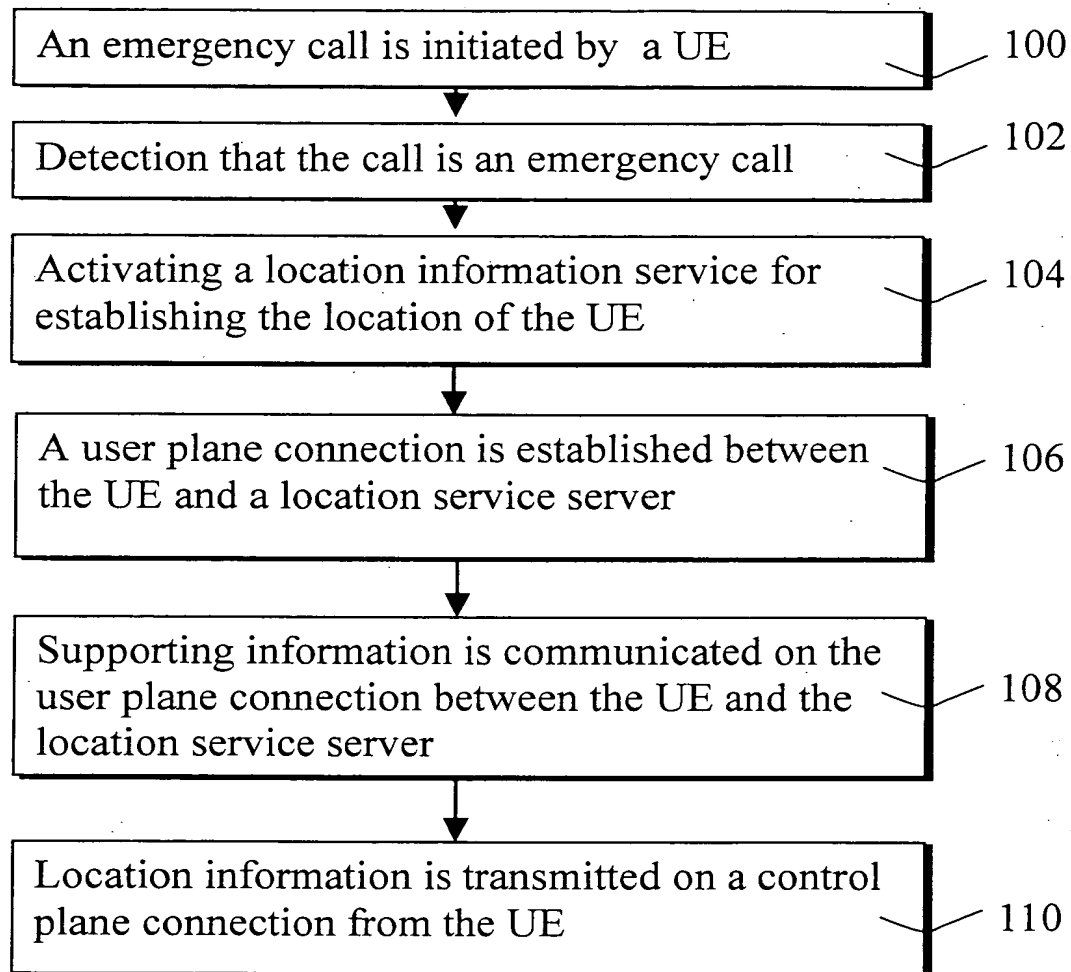 An emergency call is initiated by a UE
100
Detection that the call is an emergency call
102
Activating a location information service for
establishing the location of the UE
104
A user plane connection is established between
the UE and a location service server
106
Supporting information is communicated on the
user plane connection between the UE and the
location service server
108
Location information is transmitted on a control
plane connection from the UE
110